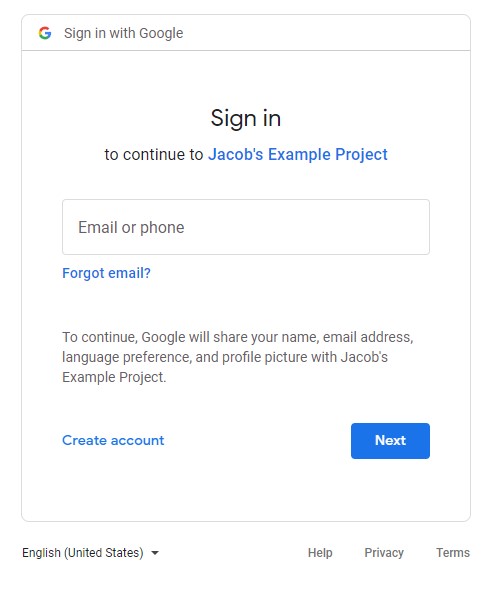 Sign in with Google
Sign in
to continue to Jacob's Example Project
Email or phone
Forgot email?
To continue, Google will share your name, email address,
language preference, and profile picture with Jacob's
Example Project.
Create account
Next
English (United States)
Help
Privacy
Terms